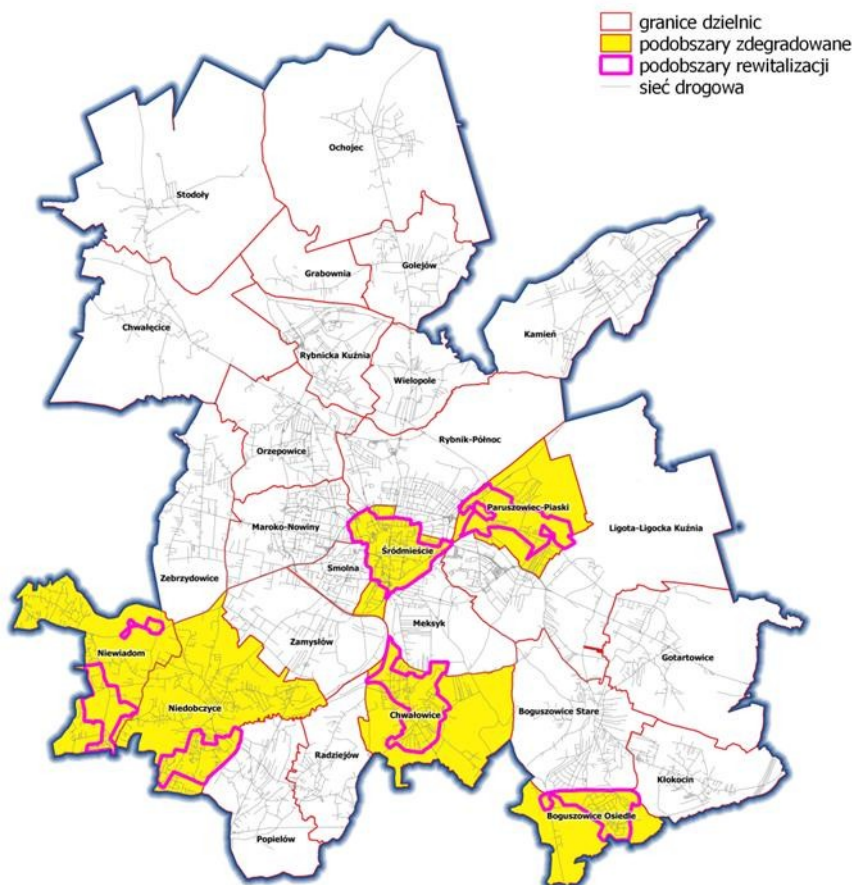 granice dzielnic
podobszary zdegradowane
podobszary rewitalizacji
sieć drogowa
Ochojec
Stodoły
Grabownia
Golejów
Kamień
Chwałęcice
Rybnicka Kuźnia
Wielopole
Rybnik-Północ
Orzepowice
Paruszowiec-Piaski
Maroko-Nowiny
Ligota-Ligocka Kuźnia
Śródmieście
Smolna
Zebrzydowice
Meksyk
Zamysłów
Niewiadom
Gotartowice
Niedobczyce
Chwałowice
Boguszowice Stare
Radziejów
Kłokocin
Boguszowice Osiedle
Popielów